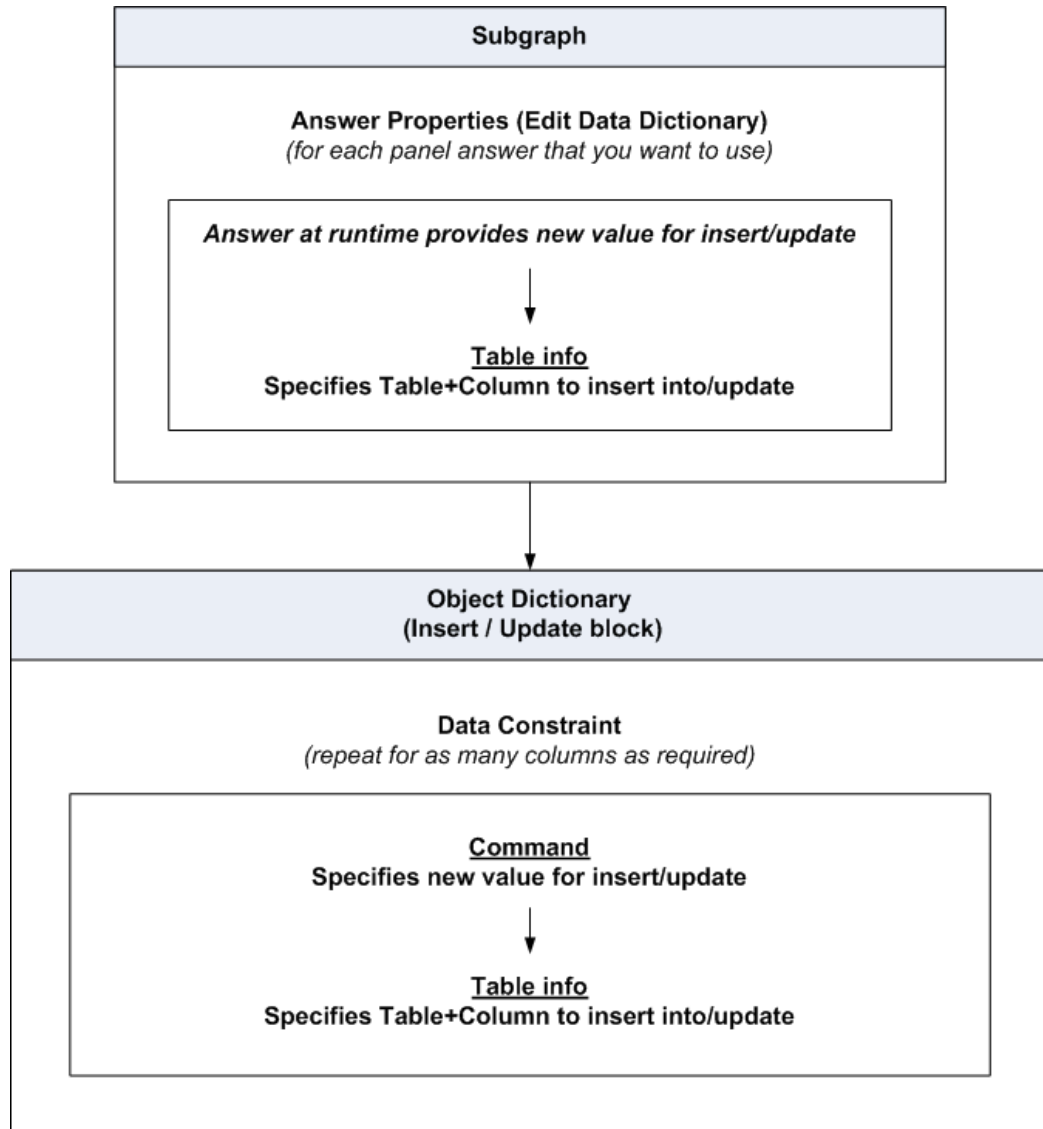 Subgraph
Answer Properties (Edit Data Dictionary)
(for each panel answer that you want to use)
Answer at runtime provides new value for insert/update
Table info
Specifies Table+Column to insert into/update
Object Dictionary
(Insert / Update block)
Data Constraint
(repeat for as many columns as required)
Command
Specifies new value for insert/update
Table info
Specifies Table+Column to insert into/update